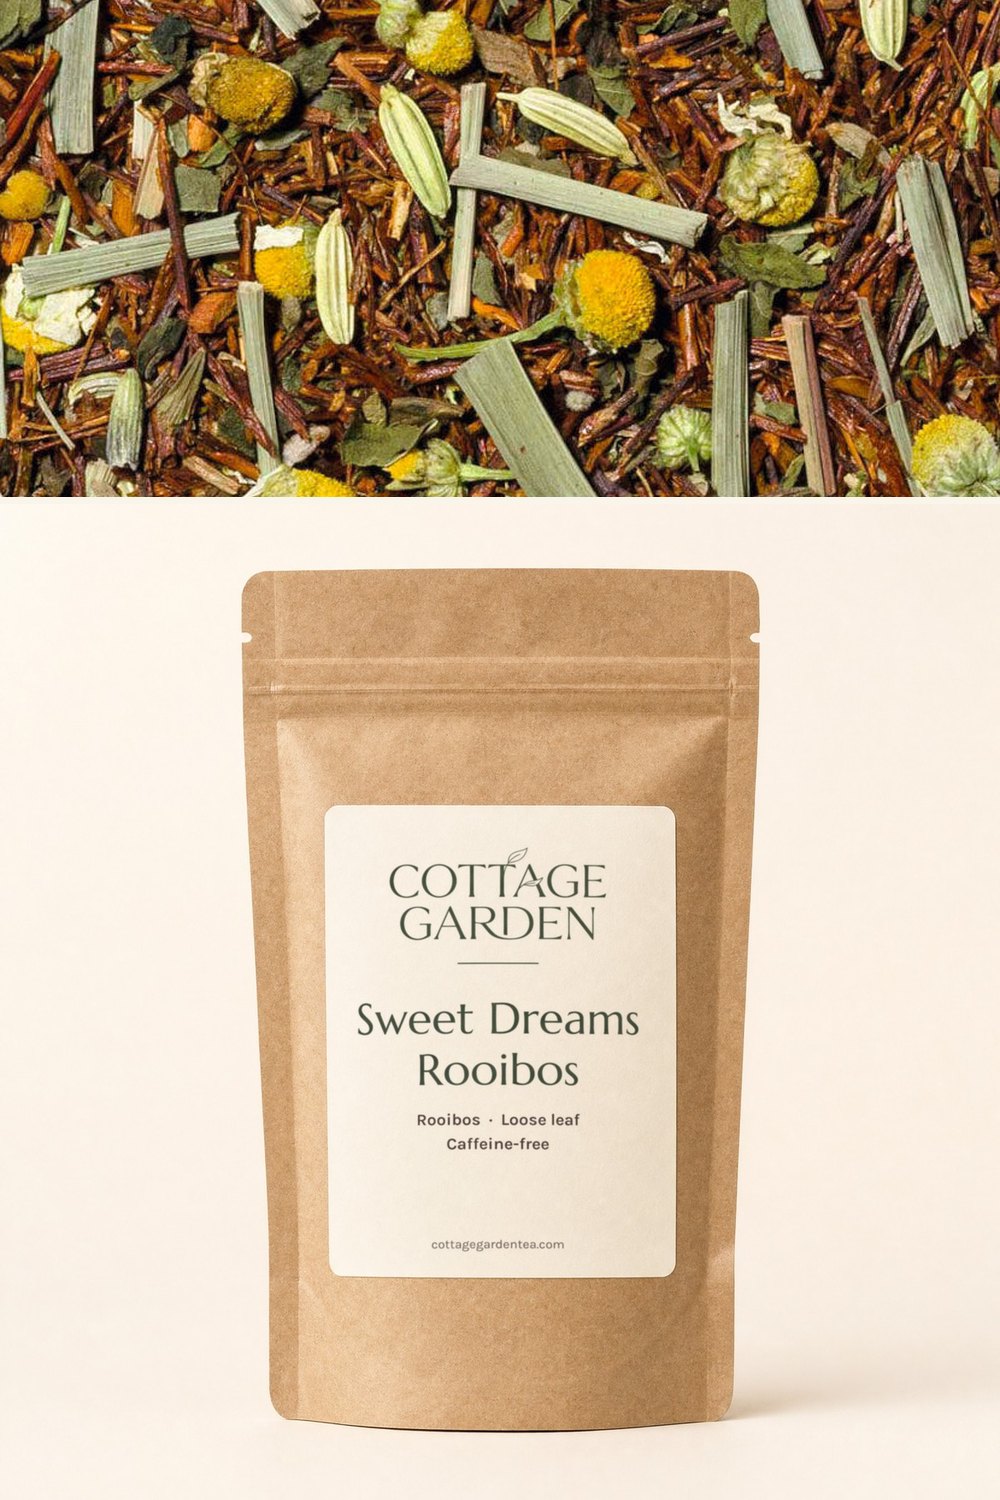 COTTAGE
GARDEN
Sweet Dreams
Rooibos
Rooibos · Loose leaf
Caffeine-free
cottagegardentea.com